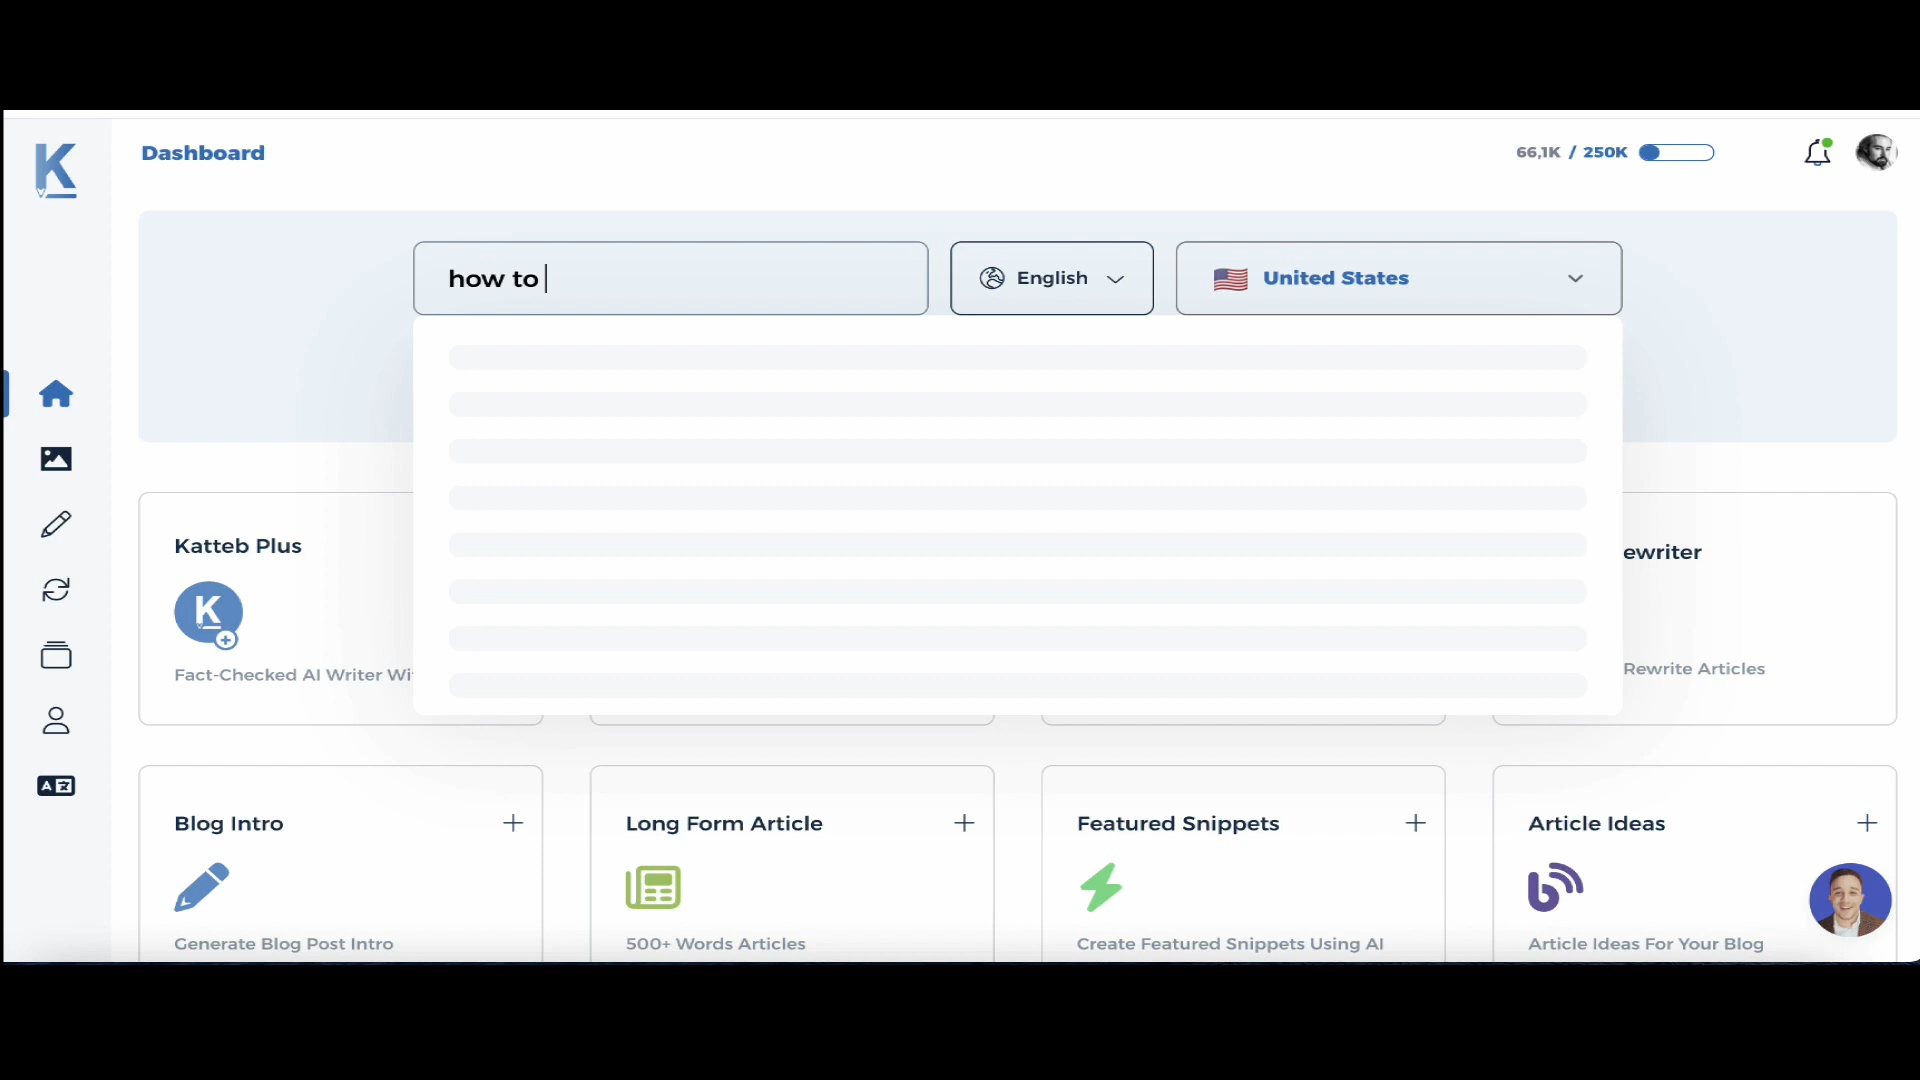 K
Dashboard
66,1K / 250K
how to
English
United States
Katteb Plus
K
Fact-Checked AI Writer Wi
ewriter
Rewrite Articles
A
Blog Intro
Long Form Article
Featured Snippets
Article Ideas
Generate Blog Post Intro
500+ Words Articles
Create Featured Snippets Using AI
Article Ideas For Your Blog